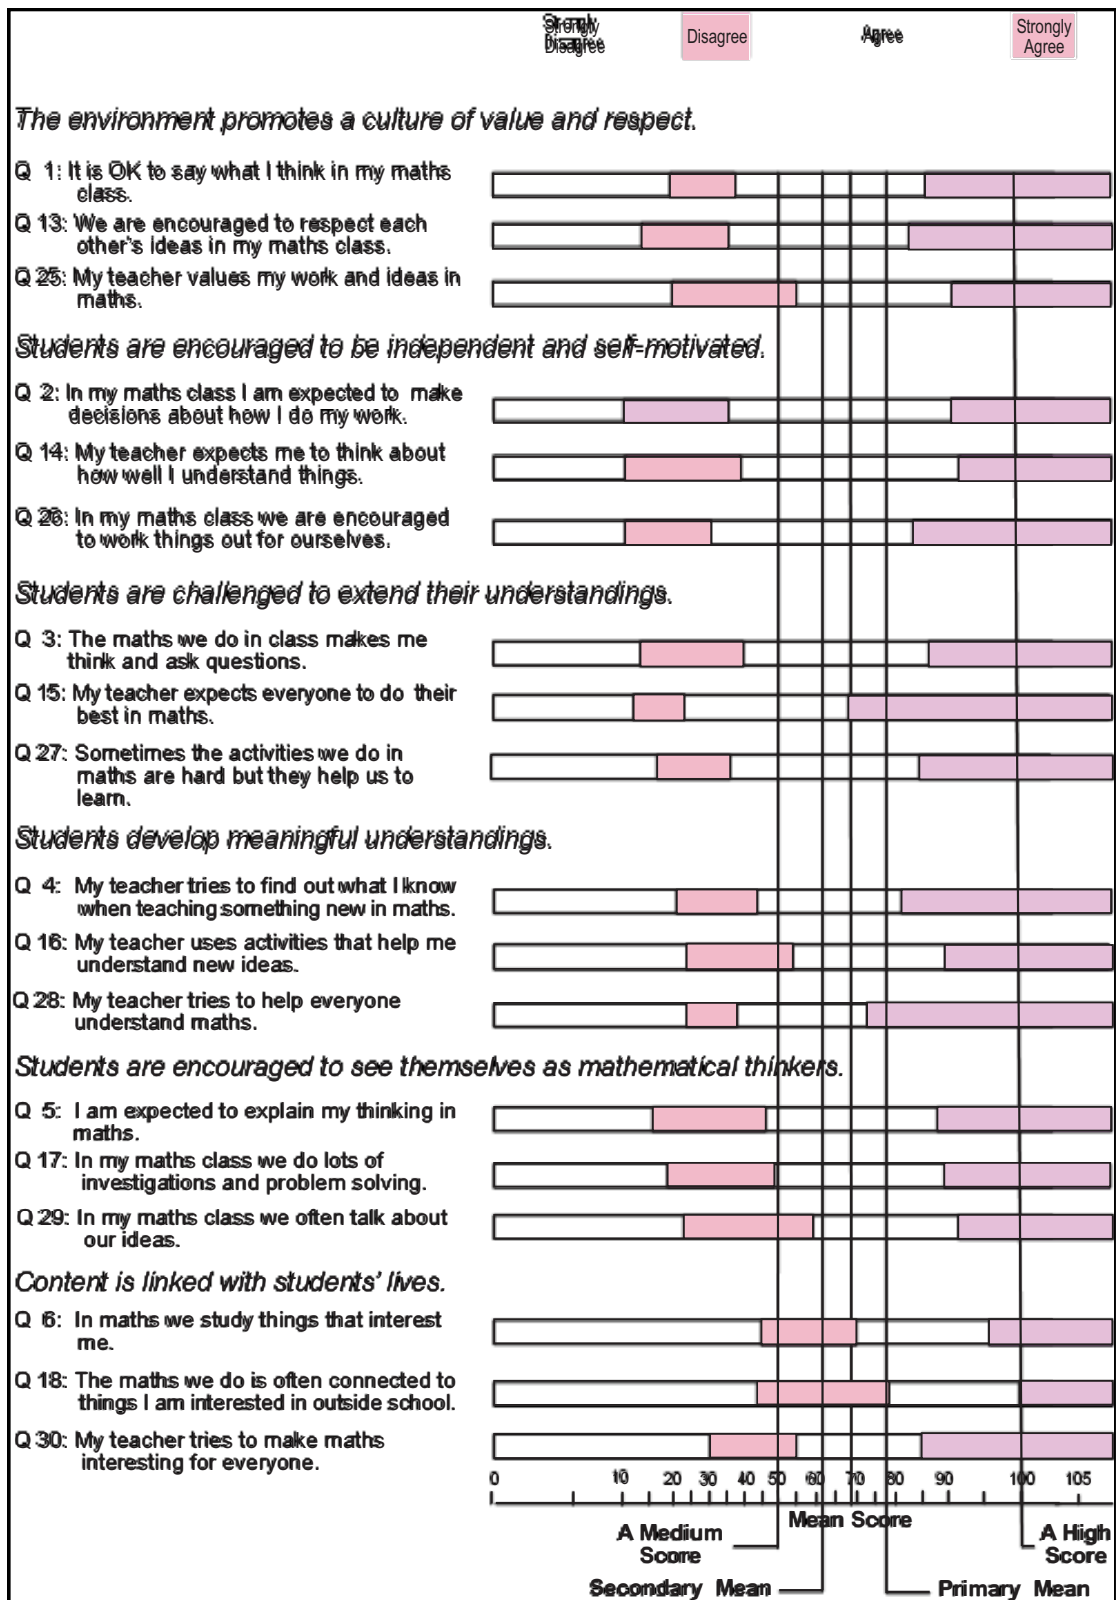 Strongly Disagree Agree Strongly
Disagree Agree
The environment promotes a culture of value and respect.
Q 1: It is OK to say what I think in my maths
class.
Q 13: We are encouraged to respect each
other's ideas in my maths class.
Q 25: My teacher values my work and ideas in
maths.
Students are encouraged to be independent and self-motivated.
Q 2: In my maths class I am expected to make
decisions about how I do my work.
Q 14: My teacher expects me to think about
how well I understand things.
Q 26: In my maths class we are encouraged
to work things out for ourselves.
Students are challenged to extend their understandings.
Q 3: The maths we do in class makes me
think and ask questions.
Q 15: My teacher expects everyone to do their
best in maths.
Q 27: Sometimes the activities we do in
maths are hard but they help us to
learn.
Students develop meaningful understandings.
Q 4: My teacher tries to find out what I know
when teaching something new in maths.
Q 16: My teacher uses activities that help me
understand new ideas.
Q 28: My teacher tries to help everyone
understand maths.
Students are encouraged to see themselves as mathematical thinkers.
Q 5: I am expected to explain my thinking in
maths.
Q 17: In my maths class we do lots of
investigations and problem solving.
Q 29: In my maths class we often talk about
our ideas.
Content is linked with students' lives.
Q 6: In maths we study things that interest
me.
Q 18: The maths we do is often connected to
things I am interested in outside school.
Q 30: My teacher tries to make maths
interesting for everyone.
0 10 20 30 40 50 60 70 80 90 100 105
Mean Score
A Medium A High
Score Score
Secondary Mean Primary Mean